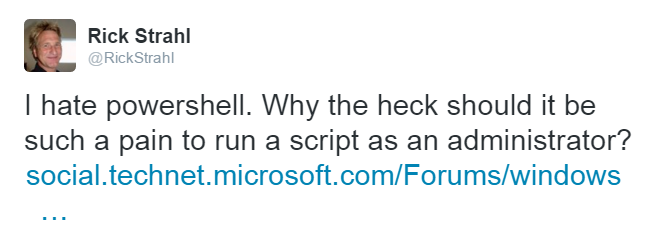 Rick Strahl
@RickStrahl
I hate powershell. Why the heck should it be
such a pain to run a script as an administrator?
social.technet.microsoft.com/Forums/windows
…